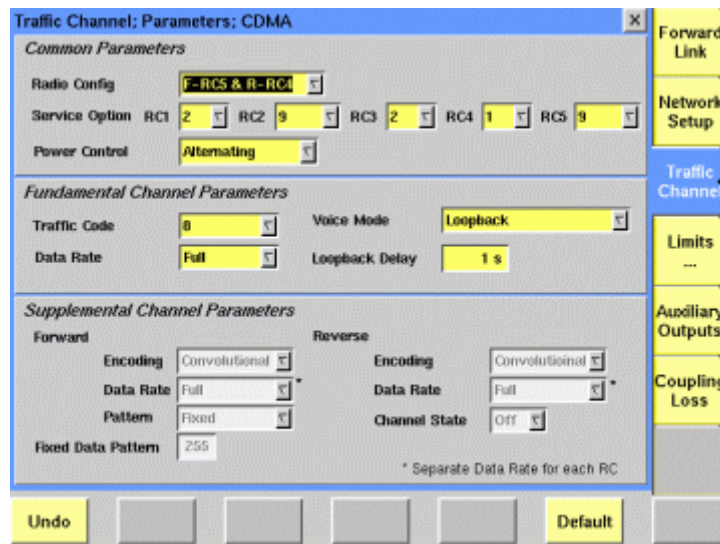 Traffic Channel; Parameters; CDMA
Common Parameters
Radio Config F-RC5 & R-RC4
Service Option RC1 2 RC2 9 RC3 2 RC4 1 RC5 9
Power Control Alternating
Fundamental Channel Parameters
Traffic Code 8 Voice Mode Loopback
Data Rate Full Loopback Delay 1 s
Supplemental Channel Parameters
Forward Reverse
Encoding Convolutional Encoding Convolutioinal
Data Rate Full * Data Rate Full *
Pattern Fixed Channel State Off
Fixed Data Pattern 255
* Separate Data Rate for each RC
Forward
Link
Network
Setup
Traffic
Channel
Limits
...
Auxiliary
Outputs
Coupling
Loss
Undo Default